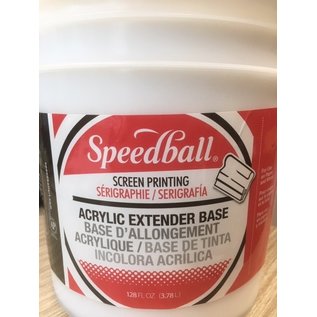 Speedball®
SCREEN PRINTING
SÉRIGRAPHIE / SERIGRAFÍA
ACRYLIC EXTENDER BASE
BASE D'ALLONGEMENT
ACRYLIQUE / BASE DE TINTA
INCOLORA ACRÍLICA
128 FL OZ (3.78 L)